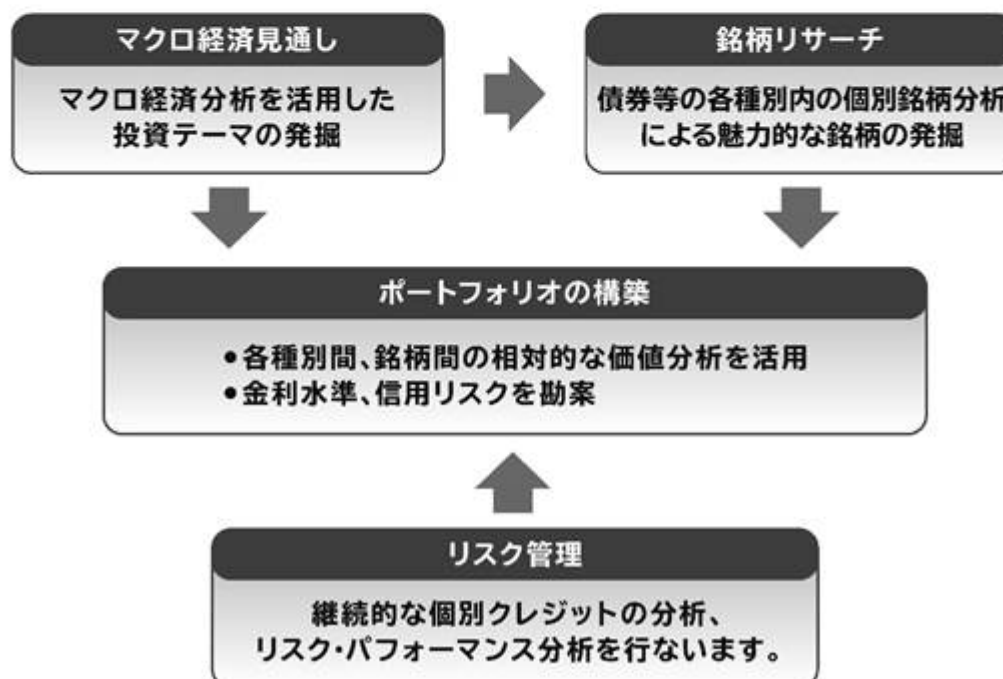 マクロ経済見通し
マクロ経済分析を活用した
投資テーマの発掘
銘柄リサーチ
債券等の各種別内の個別銘柄分析
による魅力的な銘柄の発掘
ポートフォリオの構築
●各種別間、銘柄間の相対的な価値分析を活用
●金利水準、信用リスクを勘案
リスク管理
継続的な個別クレジットの分析、
リスク・パフォーマンス分析を行ないます。